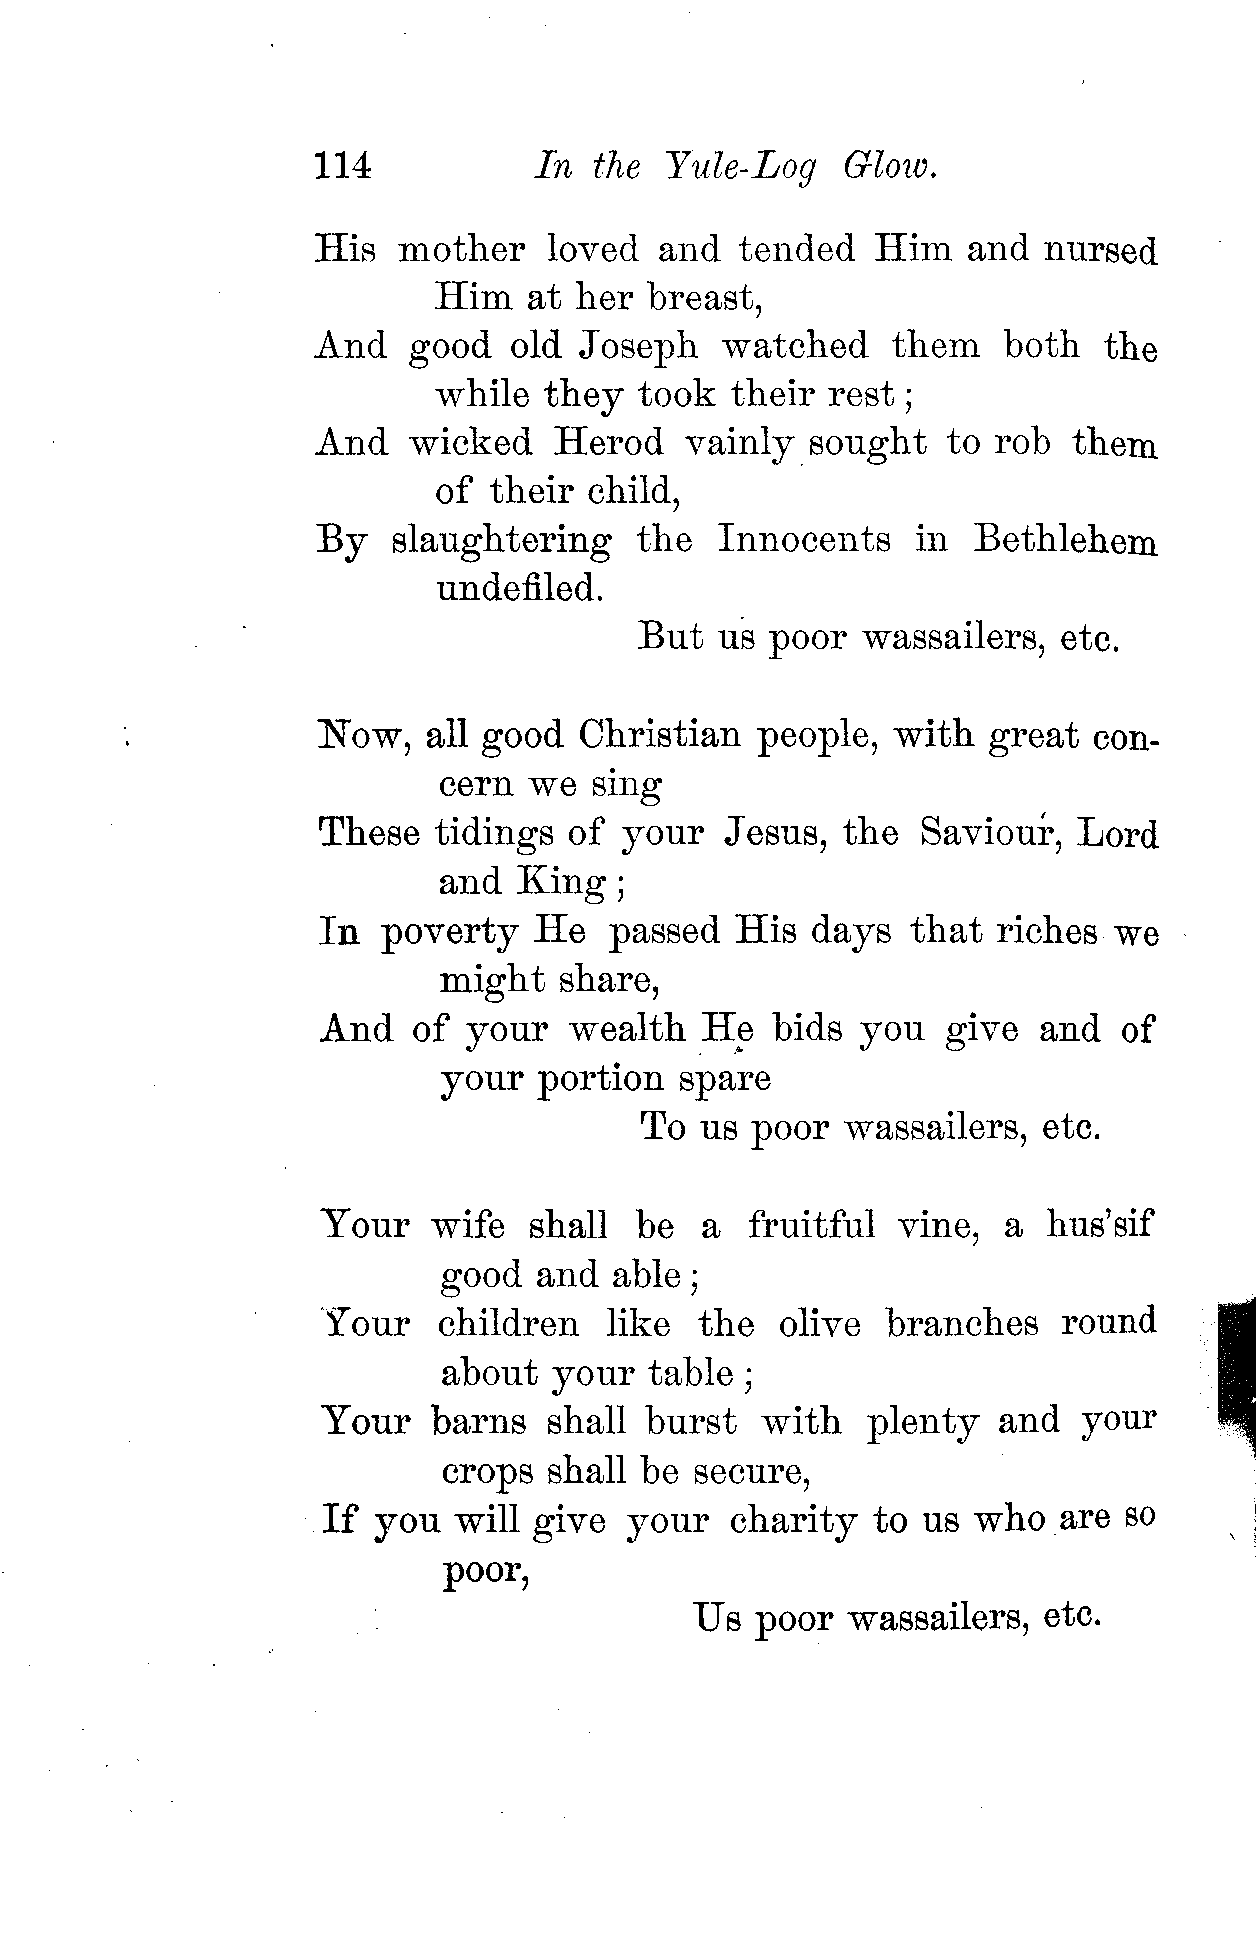 114 In the Yule-Log Glow.
His mother loved and tended Him and nursed
Him at her breast,
And good old Joseph watched them both the
while they took their rest;
And wicked Herod vainly sought to rob them
of their child,
By slaughtering the Innocents in Bethlehem
undefiled.
But us poor wassailers, etc.
Now, all good Christian people, with great con-
cern we sing
These tidings of your Jesus, the Saviour, Lord
and King;
In poverty He passed His days that riches we
might share,
And of your wealth He bids you give and of
your portion spare
To us poor wassailers, etc.
Your wife shall be a fruitful vine, a hus'sif
good and able;
Your children like the olive branches round
about your table;
Your barns shall burst with plenty and your
crops shall be secure,
If you will give your charity to us who are so
poor,
Us poor wassailers, etc.